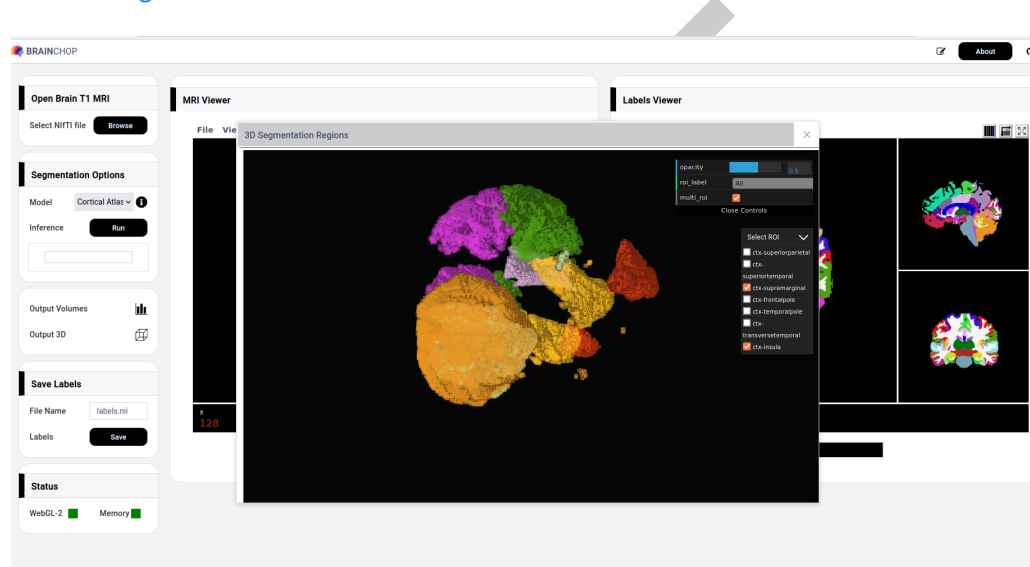 BRAINCHOP
About
Open Brain T1 MRI
Select NIfTI file Browse
Segmentation Options
Model Cortical Atlas
Inference Run
Output Volumes
Output 3D
Save Labels
File Name labels.nii
Labels Save
Status
WebGL-2 Memory
MRI Viewer
File Vie
x
128
3D Segmentation Regions ×
opacity 0.5
roi_label All
multi_roi
Close Controls
Select ROI
ctx-superiorparietal
ctx-
superiortemporal
ctx-supramarginal
ctx-frontalpole
ctx-temporalpole
ctx-
transversetemporal
ctx-insula
Labels Viewer